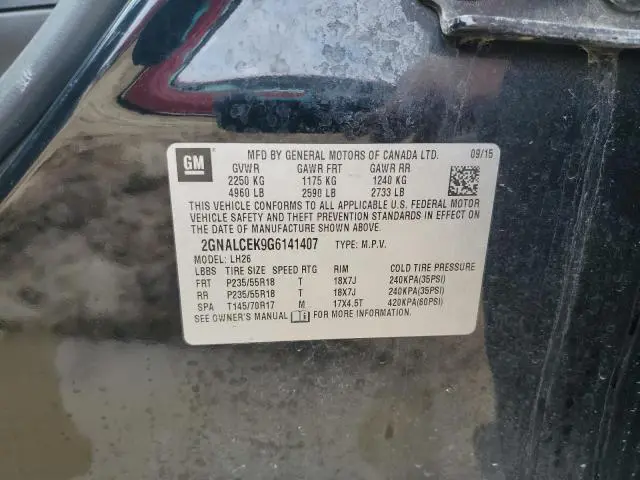 GM
MFD BY GENERAL MOTORS OF CANADA LTD. 09/15
GVWR GAWR FRT GAWR RR
2250 KG 1175 KG 1240 KG
4960 LB 2590 LB 2733 LB
THIS VEHICLE CONFORMS TO ALL APPLICABLE U.S. FEDERAL MOTOR
VEHICLE SAFETY AND THEFT PREVENTION STANDARDS IN EFFECT ON
THE DATE OF MANUFACTURE SHOWN ABOVE.
2GNALCEK9G6141407 TYPE: M.P.V.
MODEL: LH26
LBBS TIRE SIZE SPEED RTG RIM COLD TIRE PRESSURE
FRT P235/55R18 T 18X7J 240KPA(35PSI)
RR P235/55R18 T 18X7J 240KPA(35PSI)
SPA T145/70R17 M 17X4.5T 420KPA(60PSI)
SEE OWNER'S MANUAL FOR MORE INFORMATION.